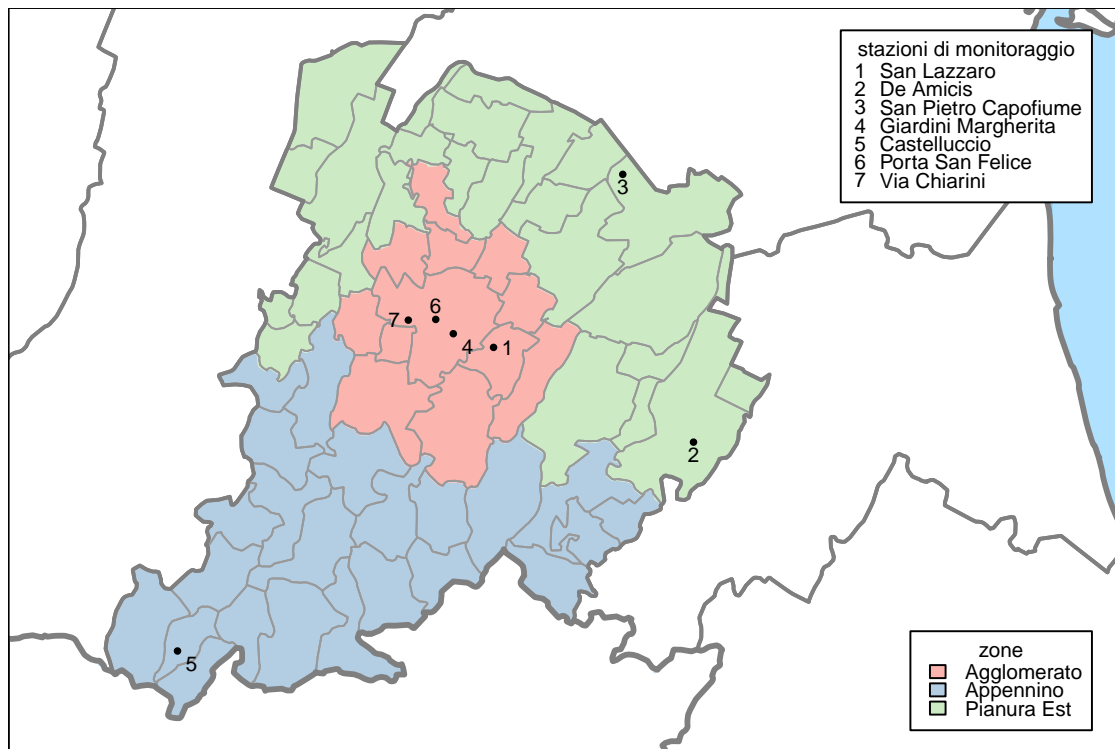 stazioni di monitoraggio
1 San Lazzaro
2 De Amicis
3 San Pietro Capofiume
4 Giardini Margherita
5 Castelluccio
6 Porta San Felice
7 Via Chiarini
3
6
7
4
1
2
5
zone
Agglomerato
Appennino
Pianura Est